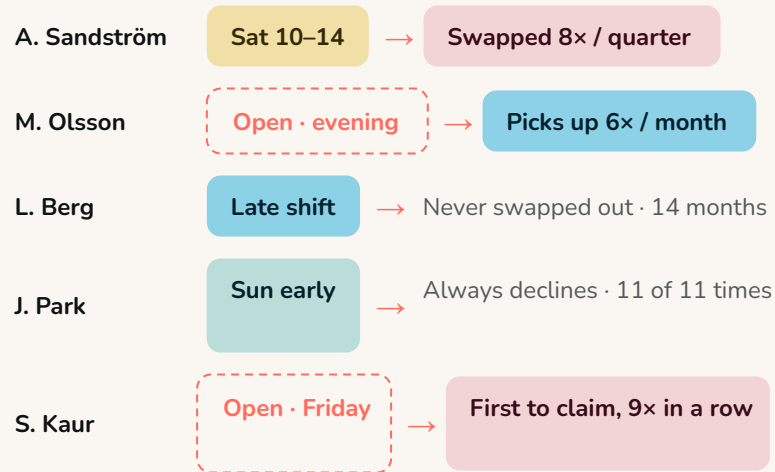 A. Sandström Sat 10–14 → Swapped 8× / quarter
M. Olsson Open · evening → Picks up 6× / month
L. Berg Late shift → Never swapped out · 14 months
J. Park Sun early → Always declines · 11 of 11 times
S. Kaur Open · Friday → First to claim, 9× in a row